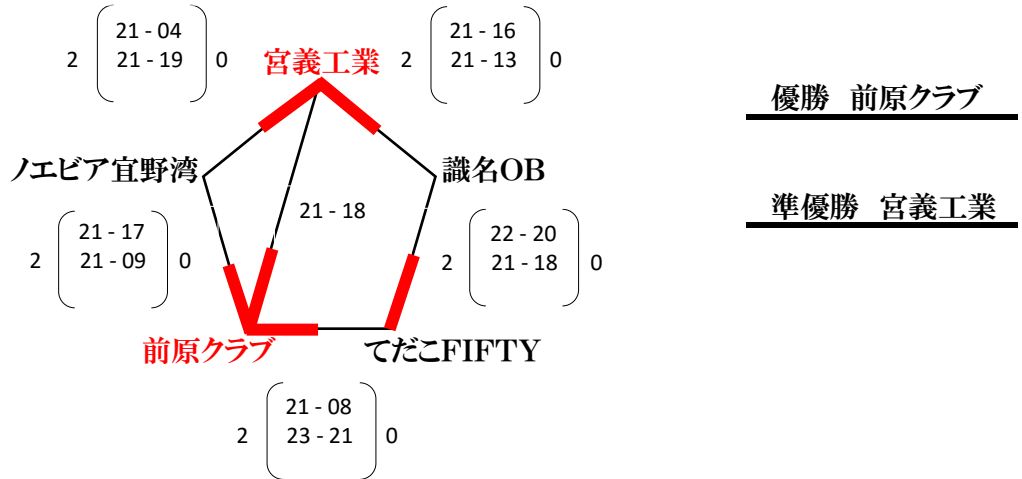 2 21 - 04 0
21 - 19
宮義工業
2 21 - 16 0
21 - 13
優勝 前原クラブ
ノエビア宜野湾
識名OB
準優勝 宮義工業
21 - 18
2 21 - 17 0
21 - 09
2 22 - 20 0
21 - 18
前原クラブ
てだこFIFTY
2 21 - 08 0
23 - 21